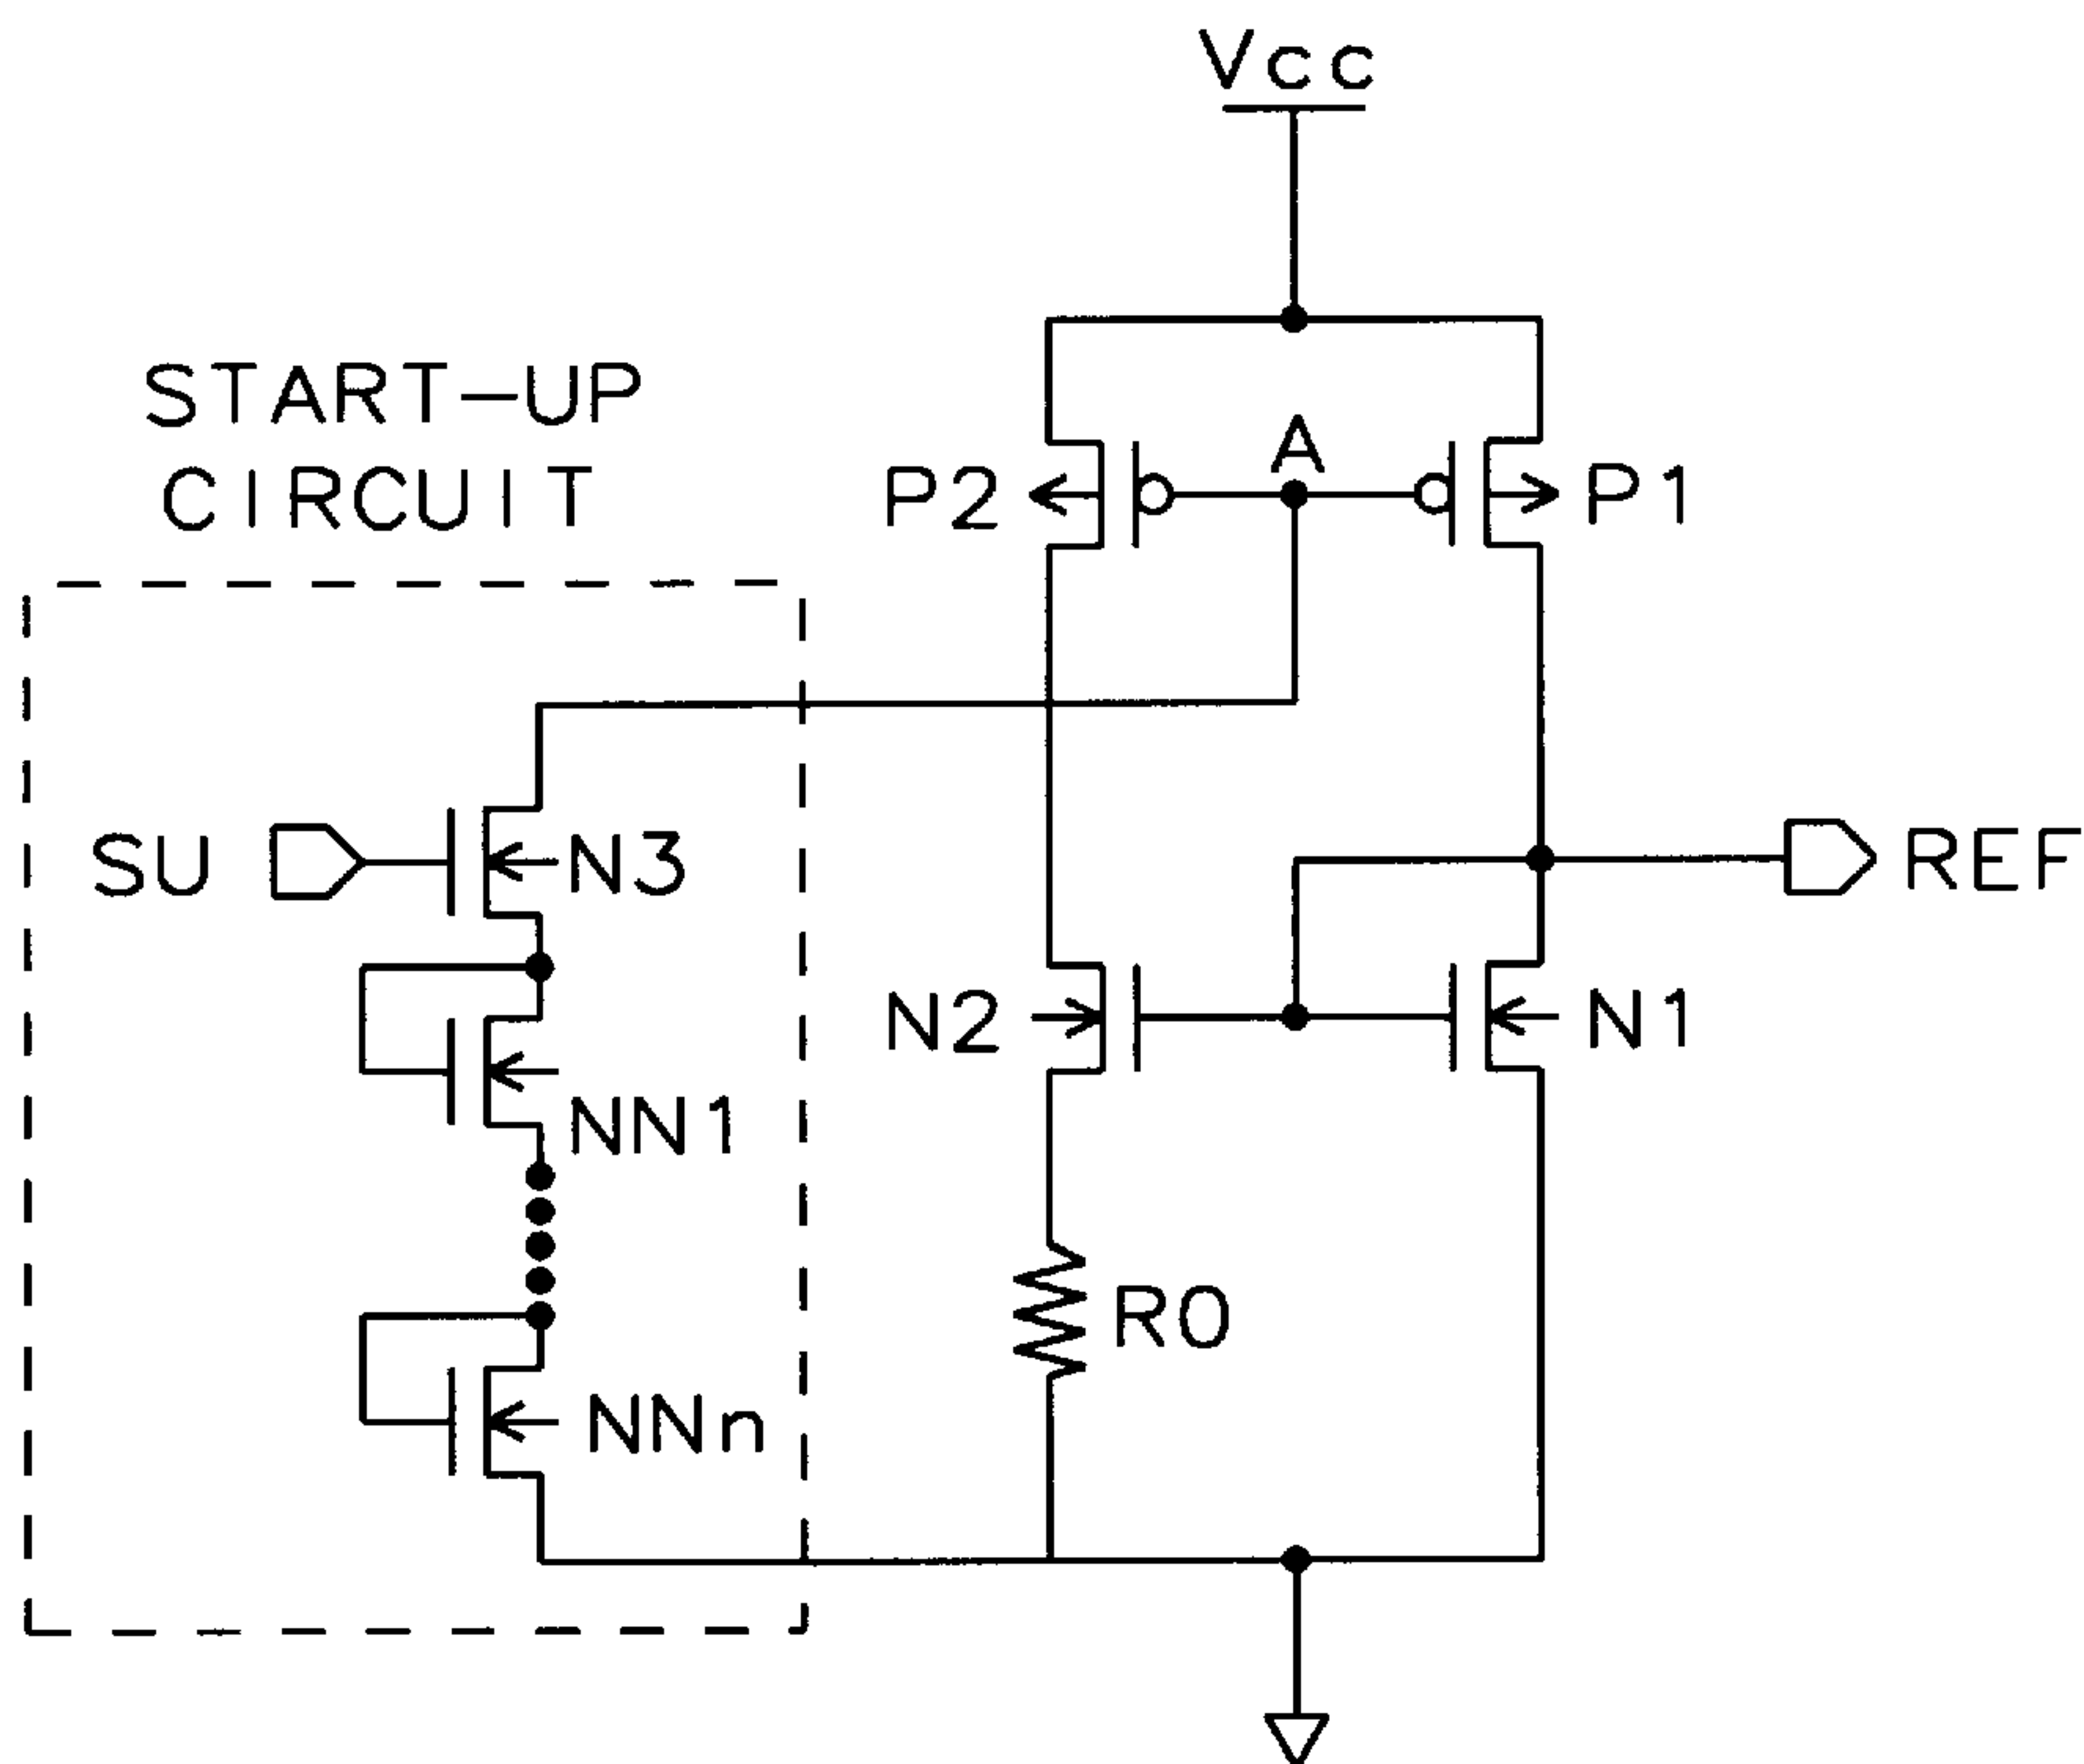 Vcc
START-UP
CIRCUIT
P2
A
P1
SU
N3
REF
N2
N1
NN1
R0
NNn